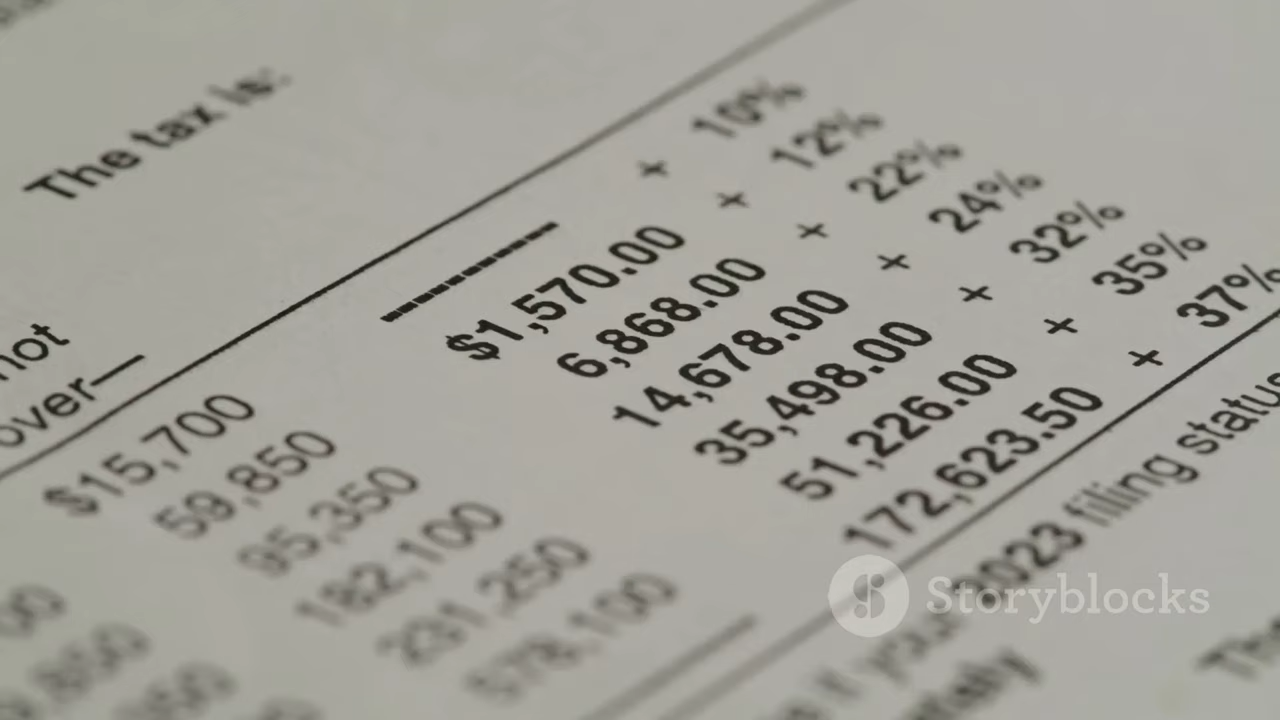 The tax is:
not
over—
---------- + 10%
$15,700 $1,570.00 + 12%
59,850 6,868.00 + 22%
95,350 14,678.00 + 24%
182,100 35,498.00 + 32%
231,250 51,226.00 + 35%
578,100 172,623.50 + 37%
if your 2023 filing status
Storyblocks